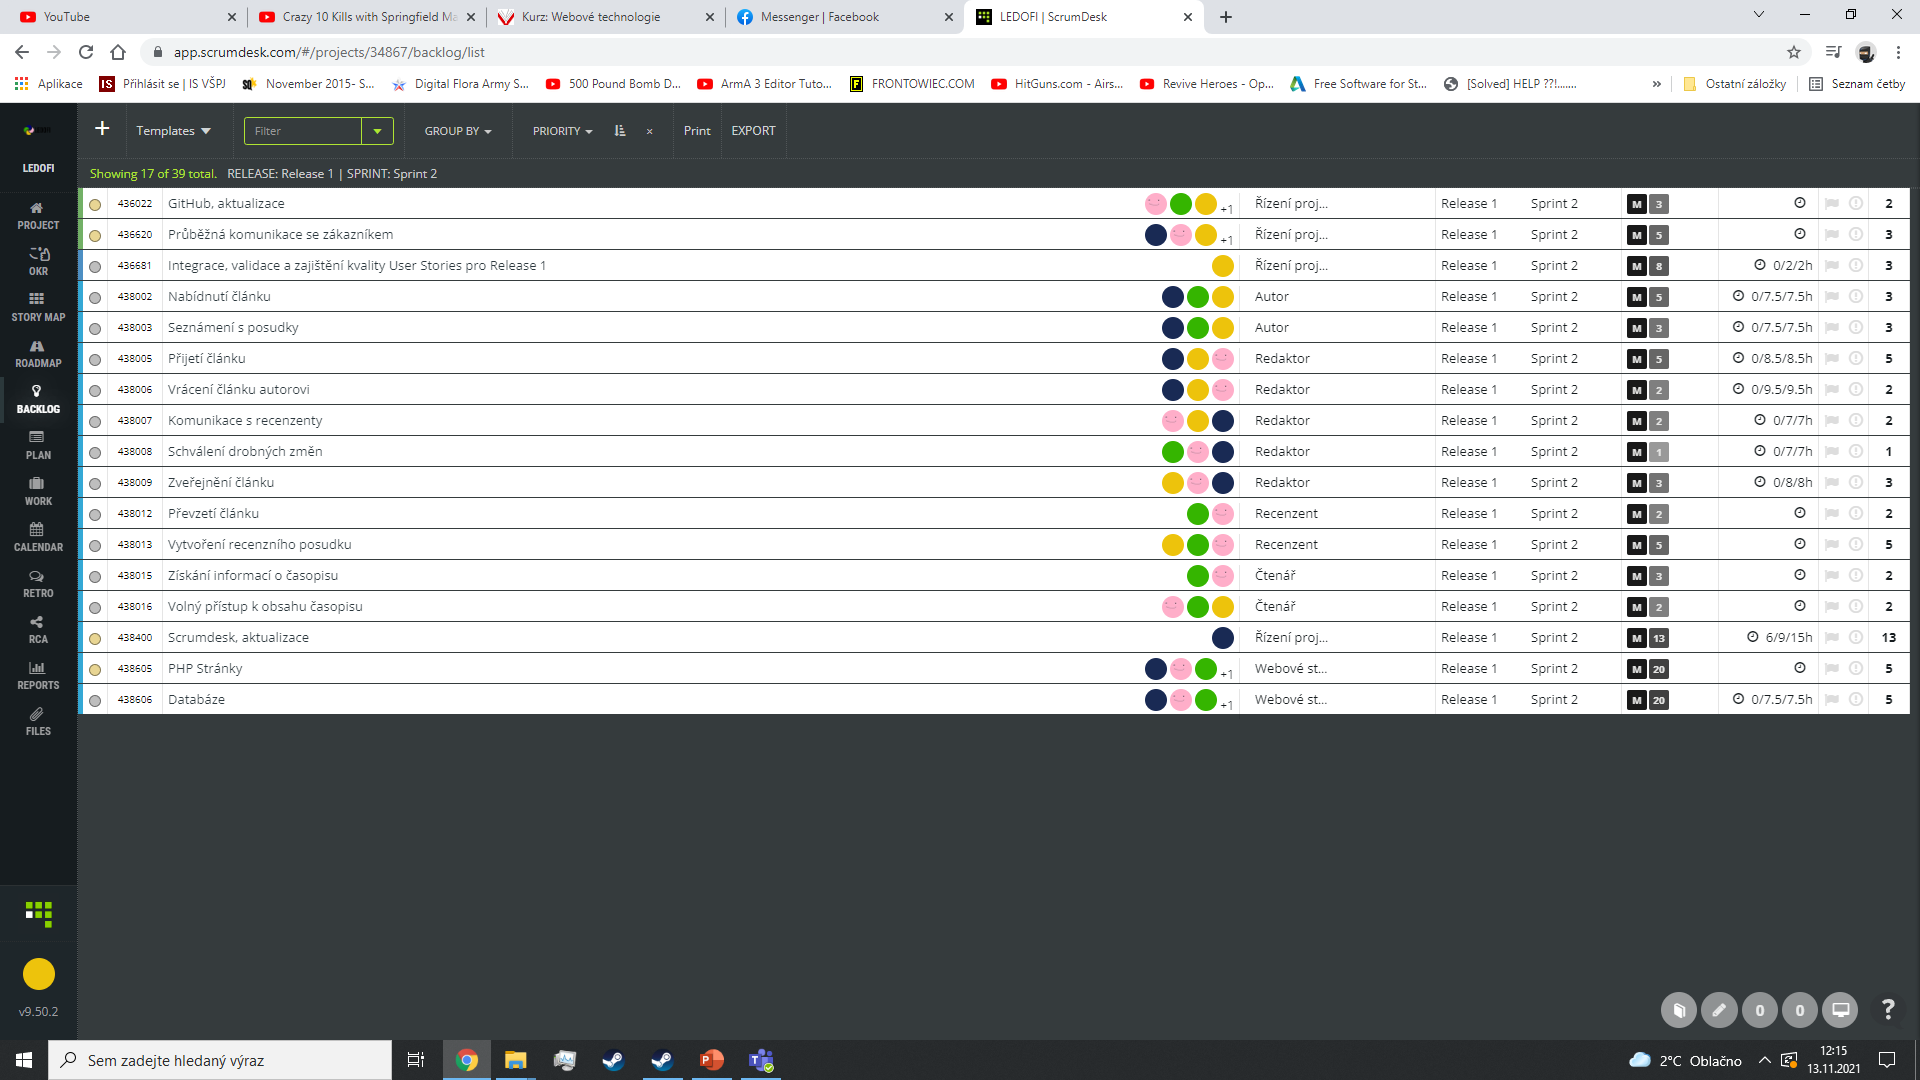 YouTube
Crazy 10 Kills with Springfield Ma
Kurz: Webové technologie
Messenger | Facebook
LEDOFI | ScrumDesk
app.scrumdesk.com/#/projects/34867/backlog/list
Aplikace
Přihlásit se | IS VŠPJ
November 2015- S...
Digital Flora Army S...
500 Pound Bomb D...
ArmA 3 Editor Tuto...
FRONTOWIEC.COM
HitGuns.com - Airs...
Revive Heroes - Op...
Free Software for St...
[Solved] HELP ??!.......
»
Ostatní záložky
Seznam četby
LEDOFI
PROJECT
OKR
STORY MAP
ROADMAP
BACKLOG
PLAN
WORK
CALENDAR
RETRO
RCA
REPORTS
FILES
v9.50.2
+ Templates Filter GROUP BY PRIORITY × Print EXPORT
Showing 17 of 39 total. RELEASE: Release 1 | SPRINT: Sprint 2
436022 GitHub, aktualizace +1 Řízení proj... Release 1 Sprint 2 M 3 2
436620 Průběžná komunikace se zákazníkem +1 Řízení proj... Release 1 Sprint 2 M 5 3
436681 Integrace, validace a zajištění kvality User Stories pro Release 1 Řízení proj... Release 1 Sprint 2 M 8 0/2/2h 3
438002 Nabídnutí článku Autor Release 1 Sprint 2 M 5 0/7.5/7.5h 3
438003 Seznámení s posudky Autor Release 1 Sprint 2 M 3 0/7.5/7.5h 3
438005 Přijetí článku Redaktor Release 1 Sprint 2 M 5 0/8.5/8.5h 5
438006 Vrácení článku autorovi Redaktor Release 1 Sprint 2 M 2 0/9.5/9.5h 2
438007 Komunikace s recenzenty Redaktor Release 1 Sprint 2 M 2 0/7/7h 2
438008 Schválení drobných změn Redaktor Release 1 Sprint 2 M 1 0/7/7h 1
438009 Zveřejnění článku Redaktor Release 1 Sprint 2 M 3 0/8/8h 3
438012 Převzetí článku Recenzent Release 1 Sprint 2 M 2 2
438013 Vytvoření recenzního posudku Recenzent Release 1 Sprint 2 M 5 5
438015 Získání informací o časopisu Čtenář Release 1 Sprint 2 M 3 2
438016 Volný přístup k obsahu časopisu Čtenář Release 1 Sprint 2 M 2 2
438400 Scrumdesk, aktualizace Řízení proj... Release 1 Sprint 2 M 13 6/9/15h 13
438605 PHP Stránky +1 Webové st... Release 1 Sprint 2 M 20 5
438606 Databáze +1 Webové st... Release 1 Sprint 2 M 20 0/7.5/7.5h 5
0 0 ?
Sem zadejte hledaný výraz
2°C Oblačno
12:15
13.11.2021